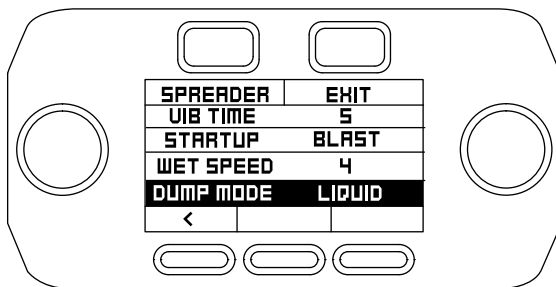 SPREADER EXIT
VIB TIME 5
STARTUP BLAST
WET SPEED 4
DUMP MODE LIQUID
<